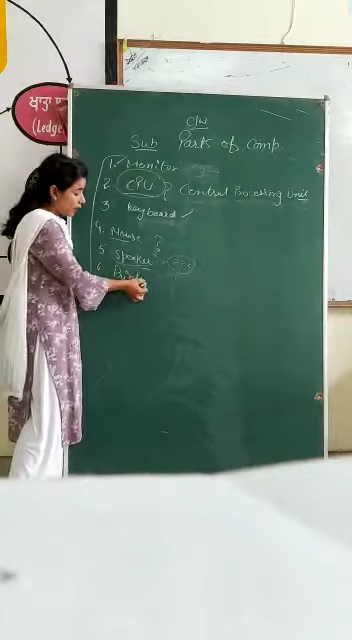 ਖਾਤਾ
(Ledge
C/W
Sub Parts of Comp.
1. Monitor
2. CPU ? Central Processing Unit
3. Keyboard ✓
4. Mouse ?
5 Speaker
6